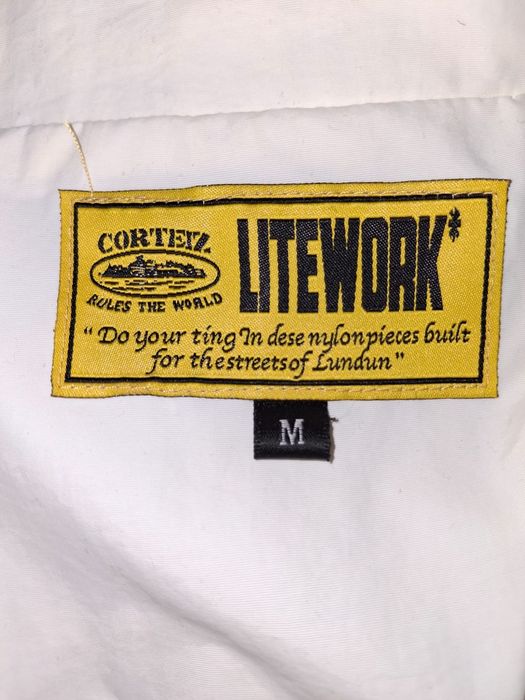 CORTEIZ
RULES THE WORLD
LITEWORK
"Do your ting In dese nylonpieces built
for thestreetsof Lundun"
M